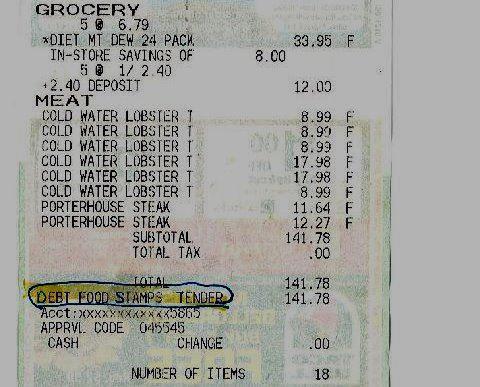 GROCERY
5 @ 6.79
*DIET MT DEW 24 PACK 33.95 F
IN-STORE SAVINGS OF 8.00
5 @ 1/ 2.40
+2.40 DEPOSIT 12.00
MEAT
COLD WATER LOBSTER T 8.99 F
COLD WATER LOBSTER T 8.99 F
COLD WATER LOBSTER T 8.99 F
COLD WATER LOBSTER T 17.98 F
COLD WATER LOBSTER T 17.98 F
COLD WATER LOBSTER T 8.99 F
PORTERHOUSE STEAK 11.64 F
PORTERHOUSE STEAK 12.27 F
SUBTOTAL 141.78
TOTAL TAX .00
TOTAL 141.78
DEBT FOOD STAMPS TENDER 141.78
Acct:xxxxxxxxxxxx5865
APPRVL CODE 045545
CASH CHANGE .00
NUMBER OF ITEMS 18